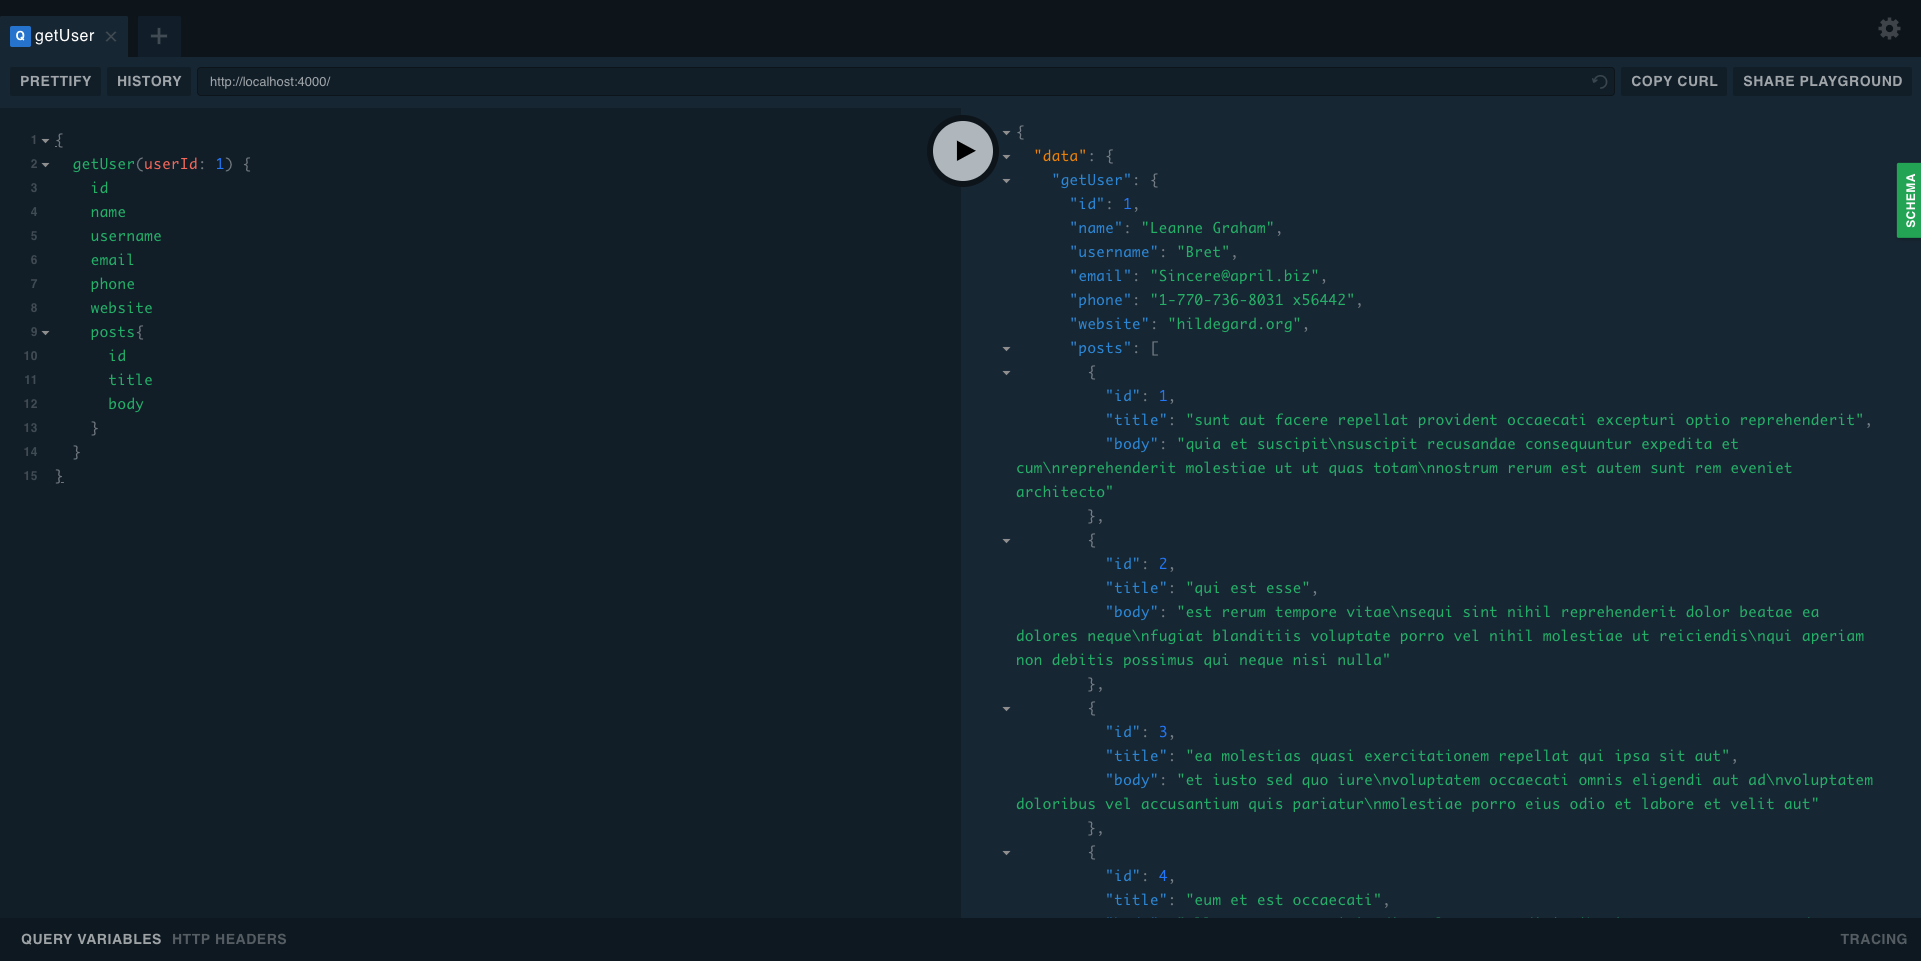 Q getUser
PRETTIFY HISTORY http://localhost:4000/ COPY CURL SHARE PLAYGROUND
1 {
2 getUser(userId: 1) {
3 id
4 name
5 username
6 email
7 phone
8 website
9 posts{
10 id
11 title
12 body
13 }
14 }
15 }
{
"data": {
"getUser": {
"id": 1,
"name": "Leanne Graham",
"username": "Bret",
"email": "Sincere@april.biz",
"phone": "1-770-736-8031 x56442",
"website": "hildegard.org",
"posts": [
{
"id": 1,
"title": "sunt aut facere repellat provident occaecati excepturi optio reprehenderit",
"body": "quia et suscipit\nsuscipit recusandae consequuntur expedita et
cum\nreprehenderit molestiae ut ut quas totam\nnostrum rerum est autem sunt rem eveniet
architecto"
},
{
"id": 2,
"title": "qui est esse",
"body": "est rerum tempore vitae\nsequi sint nihil reprehenderit dolor beatae ea
dolores neque\nfugiat blanditiis voluptate porro vel nihil molestiae ut reiciendis\nqui aperiam
non debitis possimus qui neque nisi nulla"
},
{
"id": 3,
"title": "ea molestias quasi exercitationem repellat qui ipsa sit aut",
"body": "et iusto sed quo iure\nvoluptatem occaecati omnis eligendi aut ad\nvoluptatem
doloribus vel accusantium quis pariatur\nmolestiae porro eius odio et labore et velit aut"
},
{
"id": 4,
"title": "eum et est occaecati",
SCHEMA
QUERY VARIABLES HTTP HEADERS TRACING